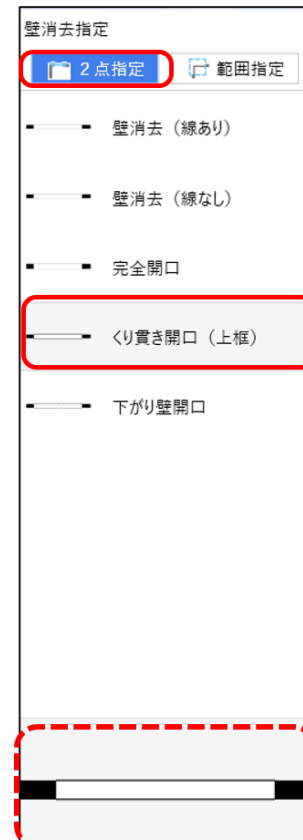 壁消去指定
2点指定 範囲指定
壁消去（線あり）
壁消去（線なし）
完全開口
くり貫き開口（上框）
下がり壁開口